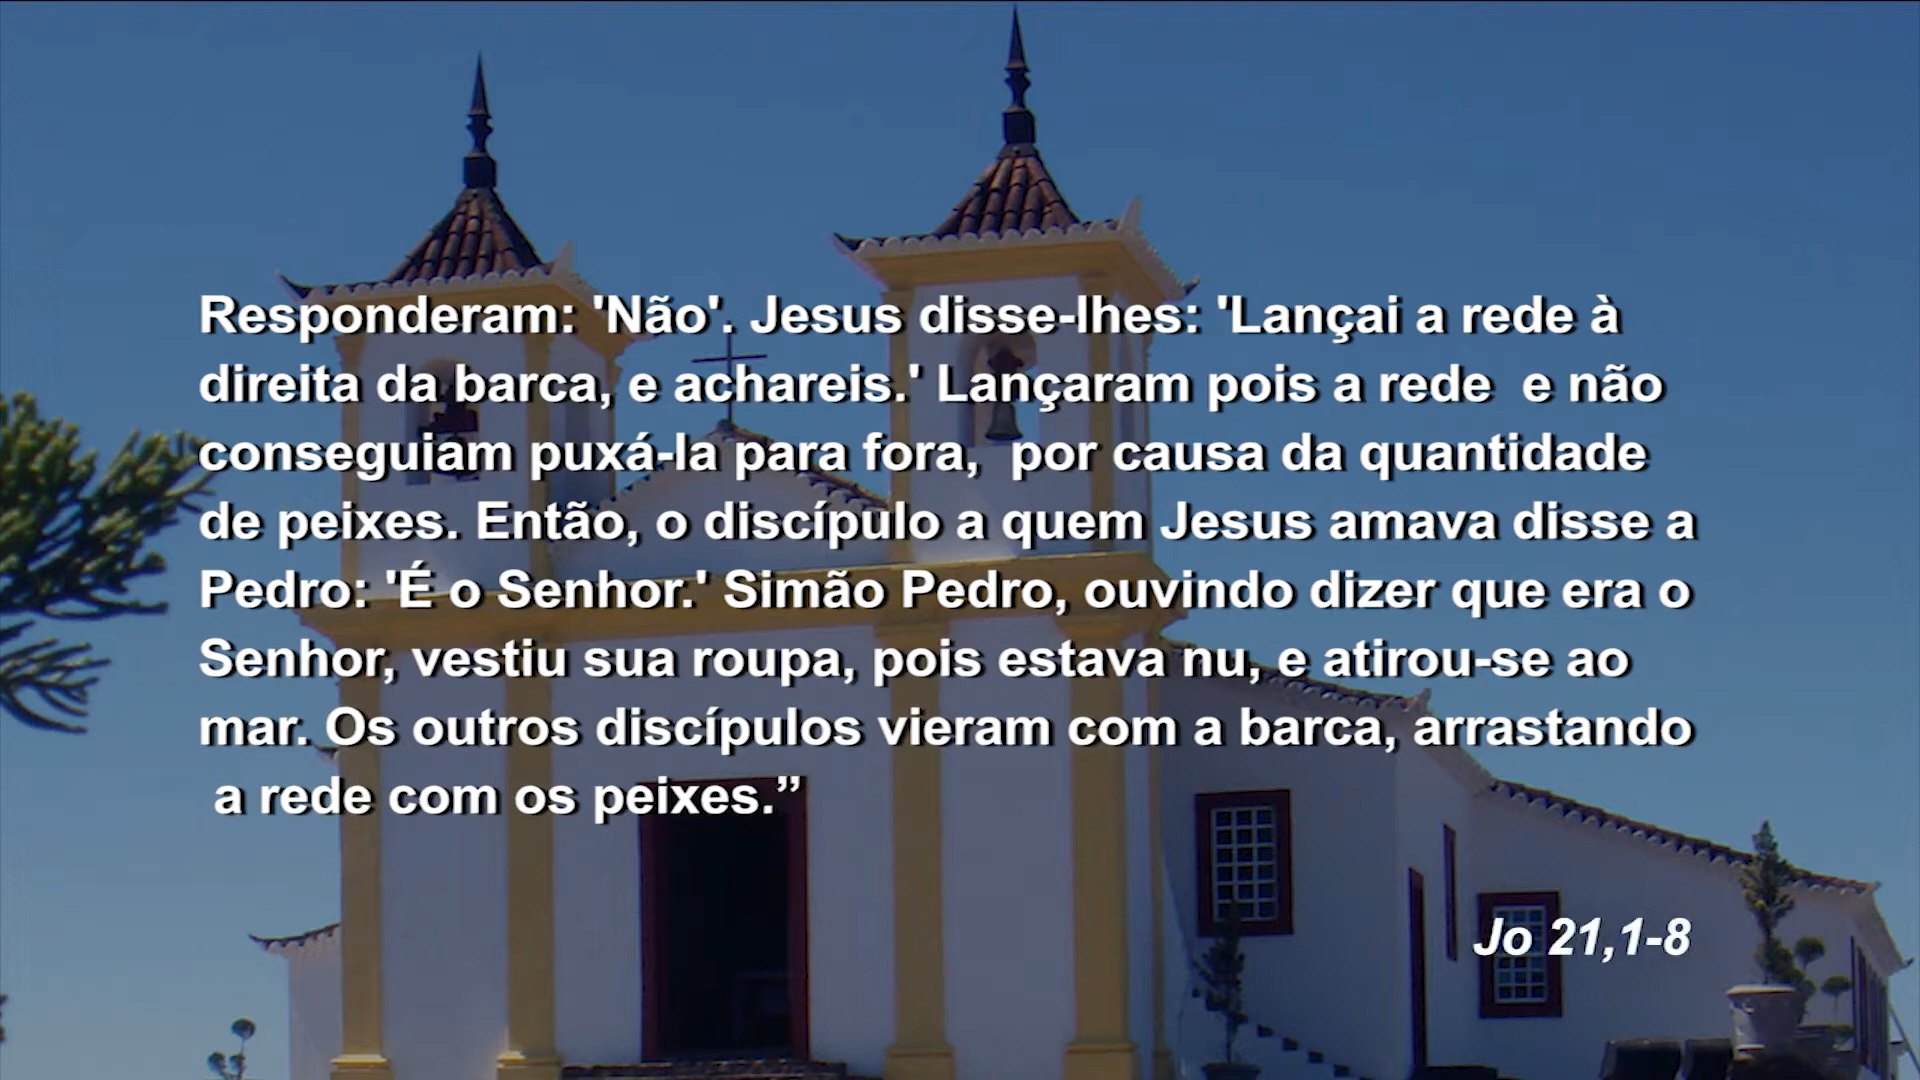 Responderam: 'Não'. Jesus disse-lhes: 'Lançai a rede à
direita da barca, e achareis.' Lançaram pois a rede  e não
conseguiam puxá-la para fora,  por causa da quantidade
de peixes. Então, o discípulo a quem Jesus amava disse a
Pedro: 'É o Senhor.' Simão Pedro, ouvindo dizer que era o
Senhor, vestiu sua roupa, pois estava nu, e atirou-se ao
mar. Os outros discípulos vieram com a barca, arrastando
a rede com os peixes.”
Jo 21,1-8